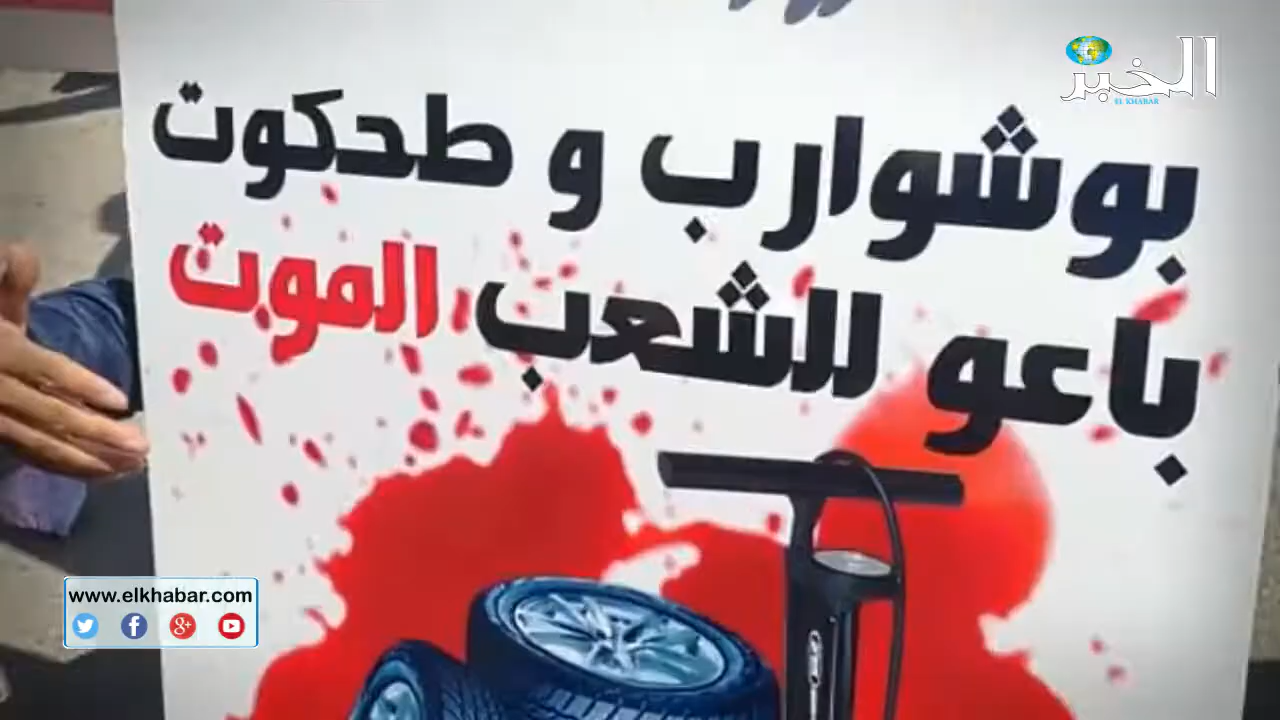 الخبر
EL KHABAR
بوشوارب و طحكوت
باعو للشعب الموت
www.elkhabar.com